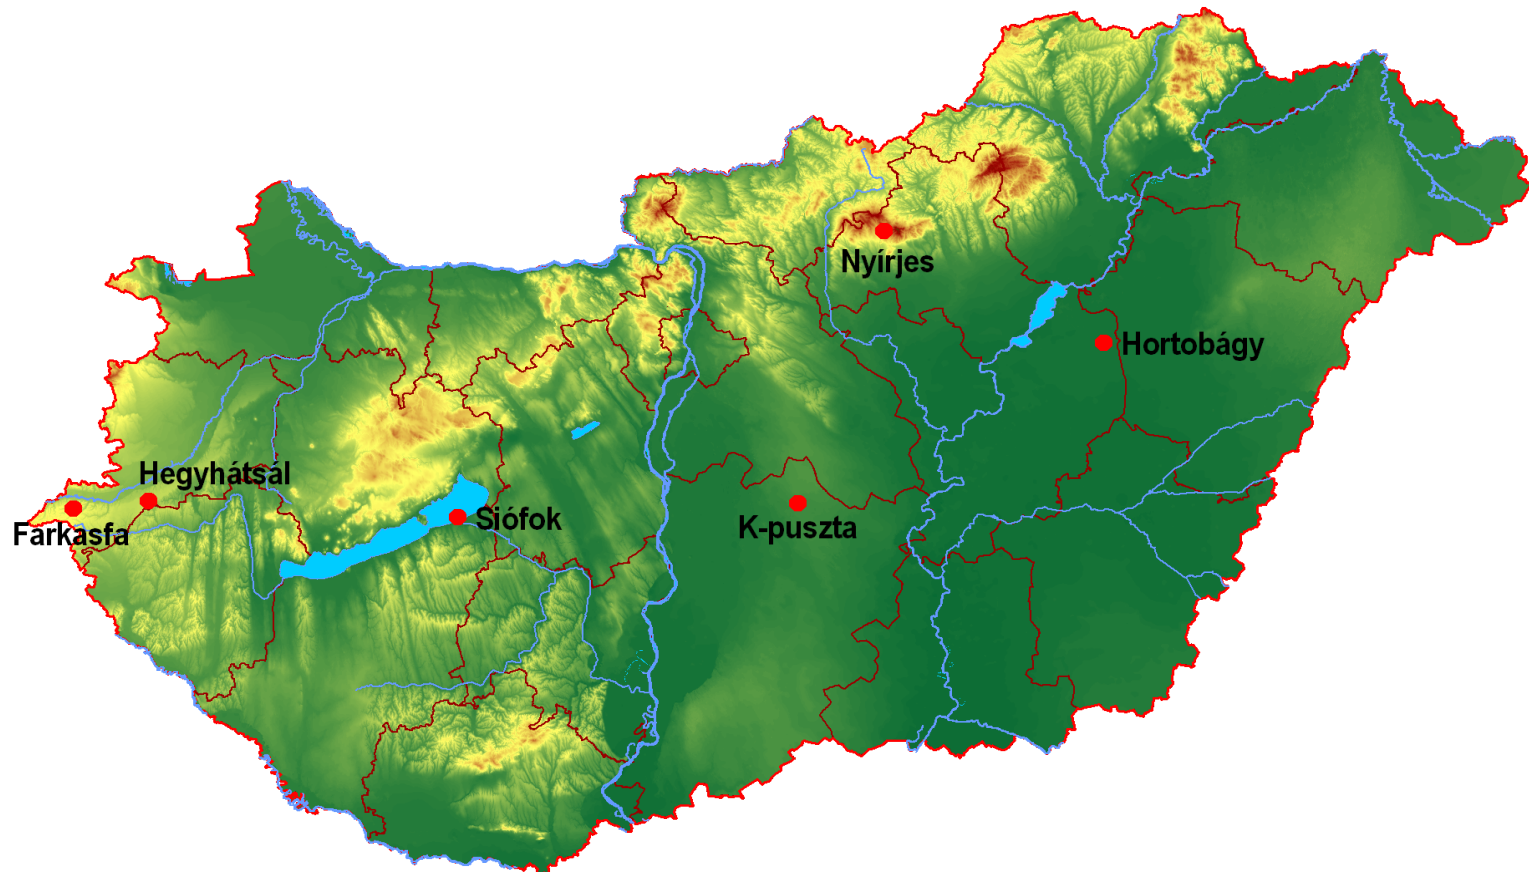 Nyírjes
Hortobágy
Hegyhátsál
Siófok
K-puszta
Farkasfa